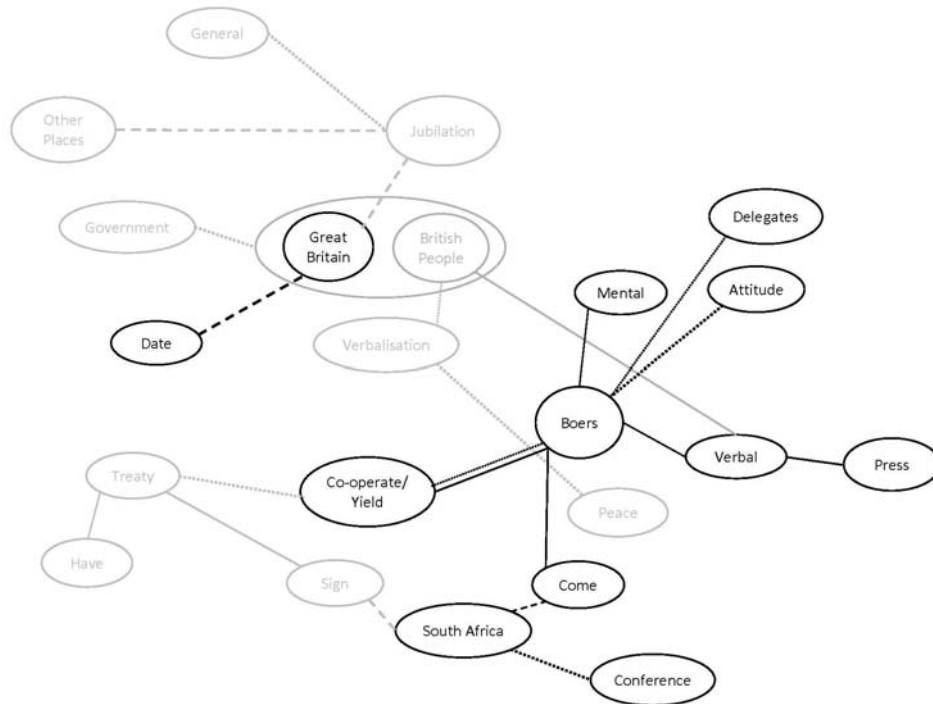 General
Other
Places
Jubilation
Government
Great
Britain
British
People
Delegates
Mental
Attitude
Date
Verbalisation
Boers
Verbal
Press
Treaty
Co-operate/
Yield
Peace
Have
Sign
Come
South Africa
Conference